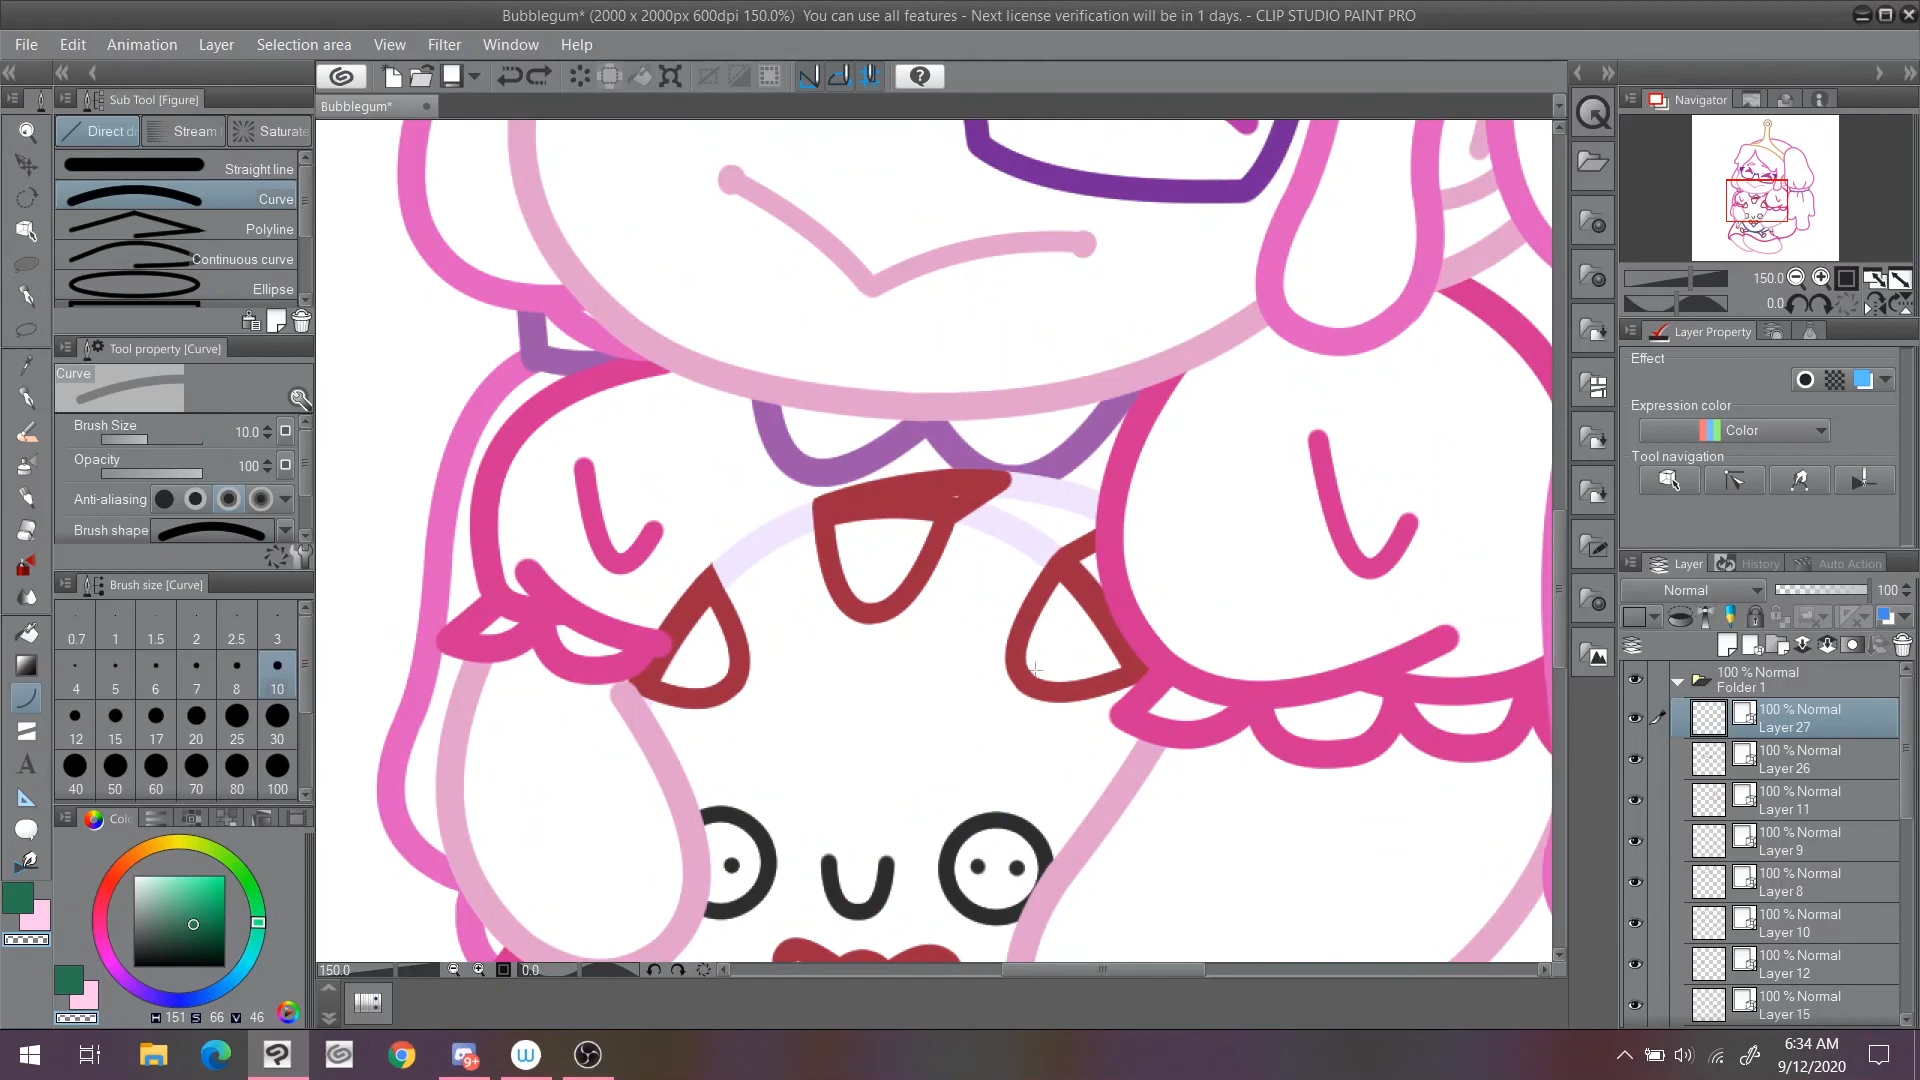 Bubblegum* (2000 x 2000px 600dpi 150.0%)  You can use all features - Next license verification will be in 1 days. - CLIP STUDIO PAINT PRO
File Edit Animation Layer Selection area View Filter Window Help
Sub Tool [Figure]
Bubblegum*
Navigator
Direct d Stream Saturate
Straight line
Curve
Polyline
Continuous curve
Ellipse
150.0
0.0
Tool property [Curve]
Layer Property
Curve
Effect
Brush Size 10.0
Expression color
Color
Opacity 100
Tool navigation
Anti-aliasing
Brush shape
Layer History Auto Action
Brush size [Curve]
Normal 100
0.7 1 1.5 2 2.5 3
4 5 6 7 8 10
12 15 17 20 25 30
40 50 60 70 80 100
100 % Normal
Folder 1
100 % Normal
Layer 27
100 % Normal
Layer 26
100 % Normal
Layer 11
100 % Normal
Layer 9
100 % Normal
Layer 8
100 % Normal
Layer 10
100 % Normal
Layer 12
100 % Normal
Layer 15
Colo
150.0 0.0
H 151 S 66 V 46
9+
W
6:34 AM
9/12/2020